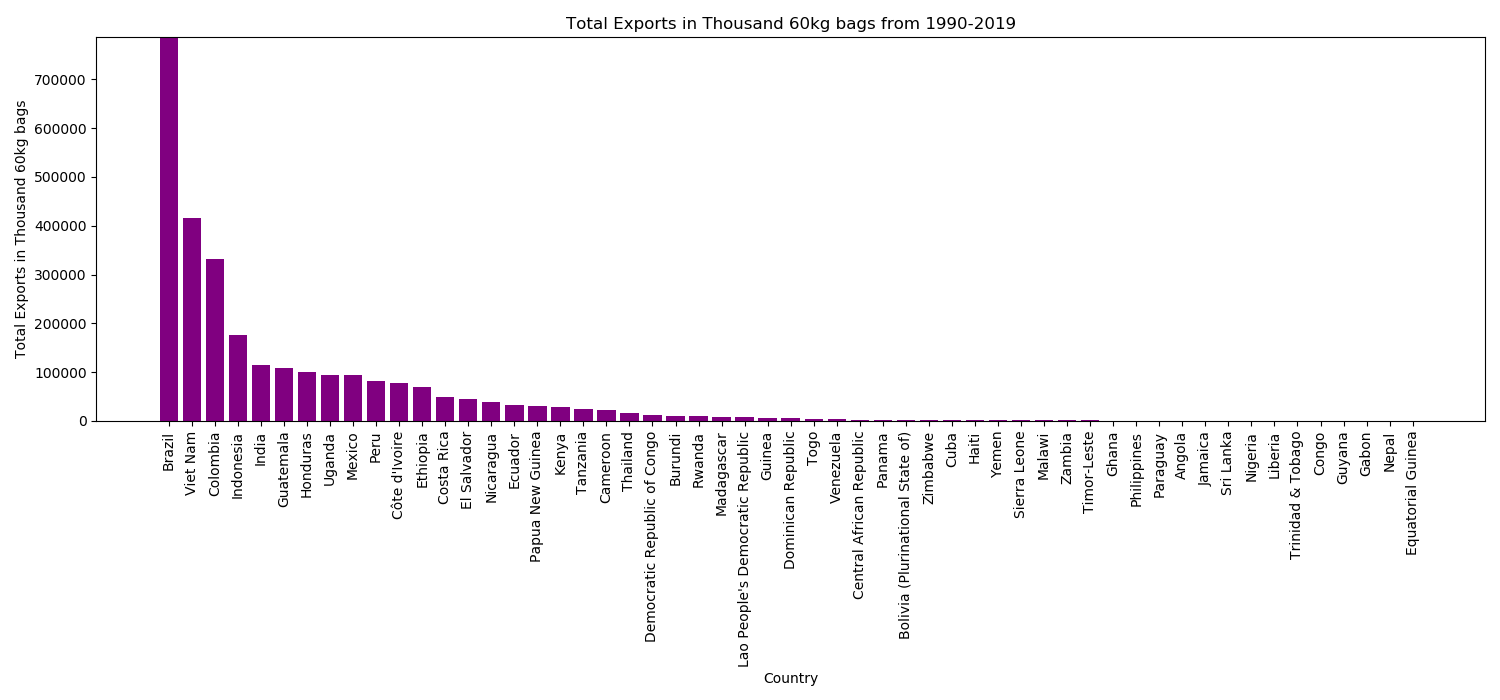 Total Exports in Thousand 60kg bags from 1990-2019
Total Exports in Thousand 60kg bags
700000
600000
500000
400000
300000
200000
100000
0
Brazil
Viet Nam
Colombia
Indonesia
India
Guatemala
Honduras
Uganda
Mexico
Peru
Côte d'Ivoire
Ethiopia
Costa Rica
El Salvador
Nicaragua
Ecuador
Papua New Guinea
Kenya
Tanzania
Cameroon
Thailand
Democratic Republic of Congo
Burundi
Rwanda
Madagascar
Lao People's Democratic Republic
Guinea
Dominican Republic
Togo
Venezuela
Central African Republic
Panama
Bolivia (Plurinational State of)
Zimbabwe
Cuba
Haiti
Yemen
Sierra Leone
Malawi
Zambia
Timor-Leste
Ghana
Philippines
Paraguay
Angola
Jamaica
Sri Lanka
Nigeria
Liberia
Trinidad & Tobago
Congo
Guyana
Gabon
Nepal
Equatorial Guinea
Country